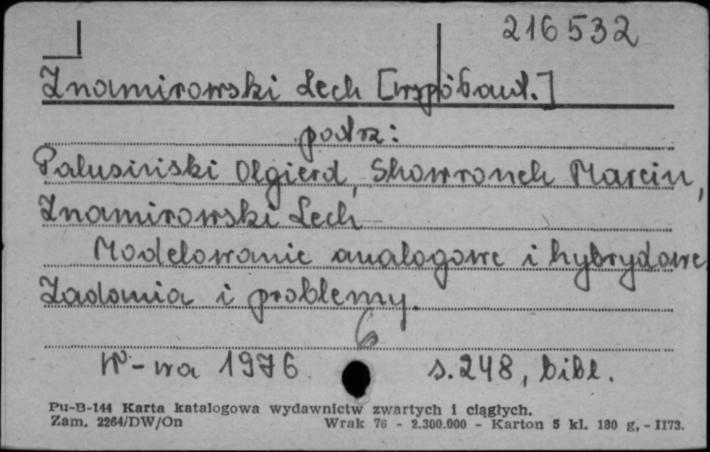 216532
Znamirowski Lech [współaut.]
podrz:
Palusiński Olgierd, Skowronek Marcin,
Znamirowski Lech
Modelowanie analogowe i hybrydowe.
Zadania i problemy.
6
W-wa 1976 s. 248, bibl.
Pu-B-144 Karta katalogowa wydawnictw zwartych i ciągłych.
Zam. 2264/DW/On Wrak 76 - 2.300.000 - Karton 5 kl. 180 g, - II73.